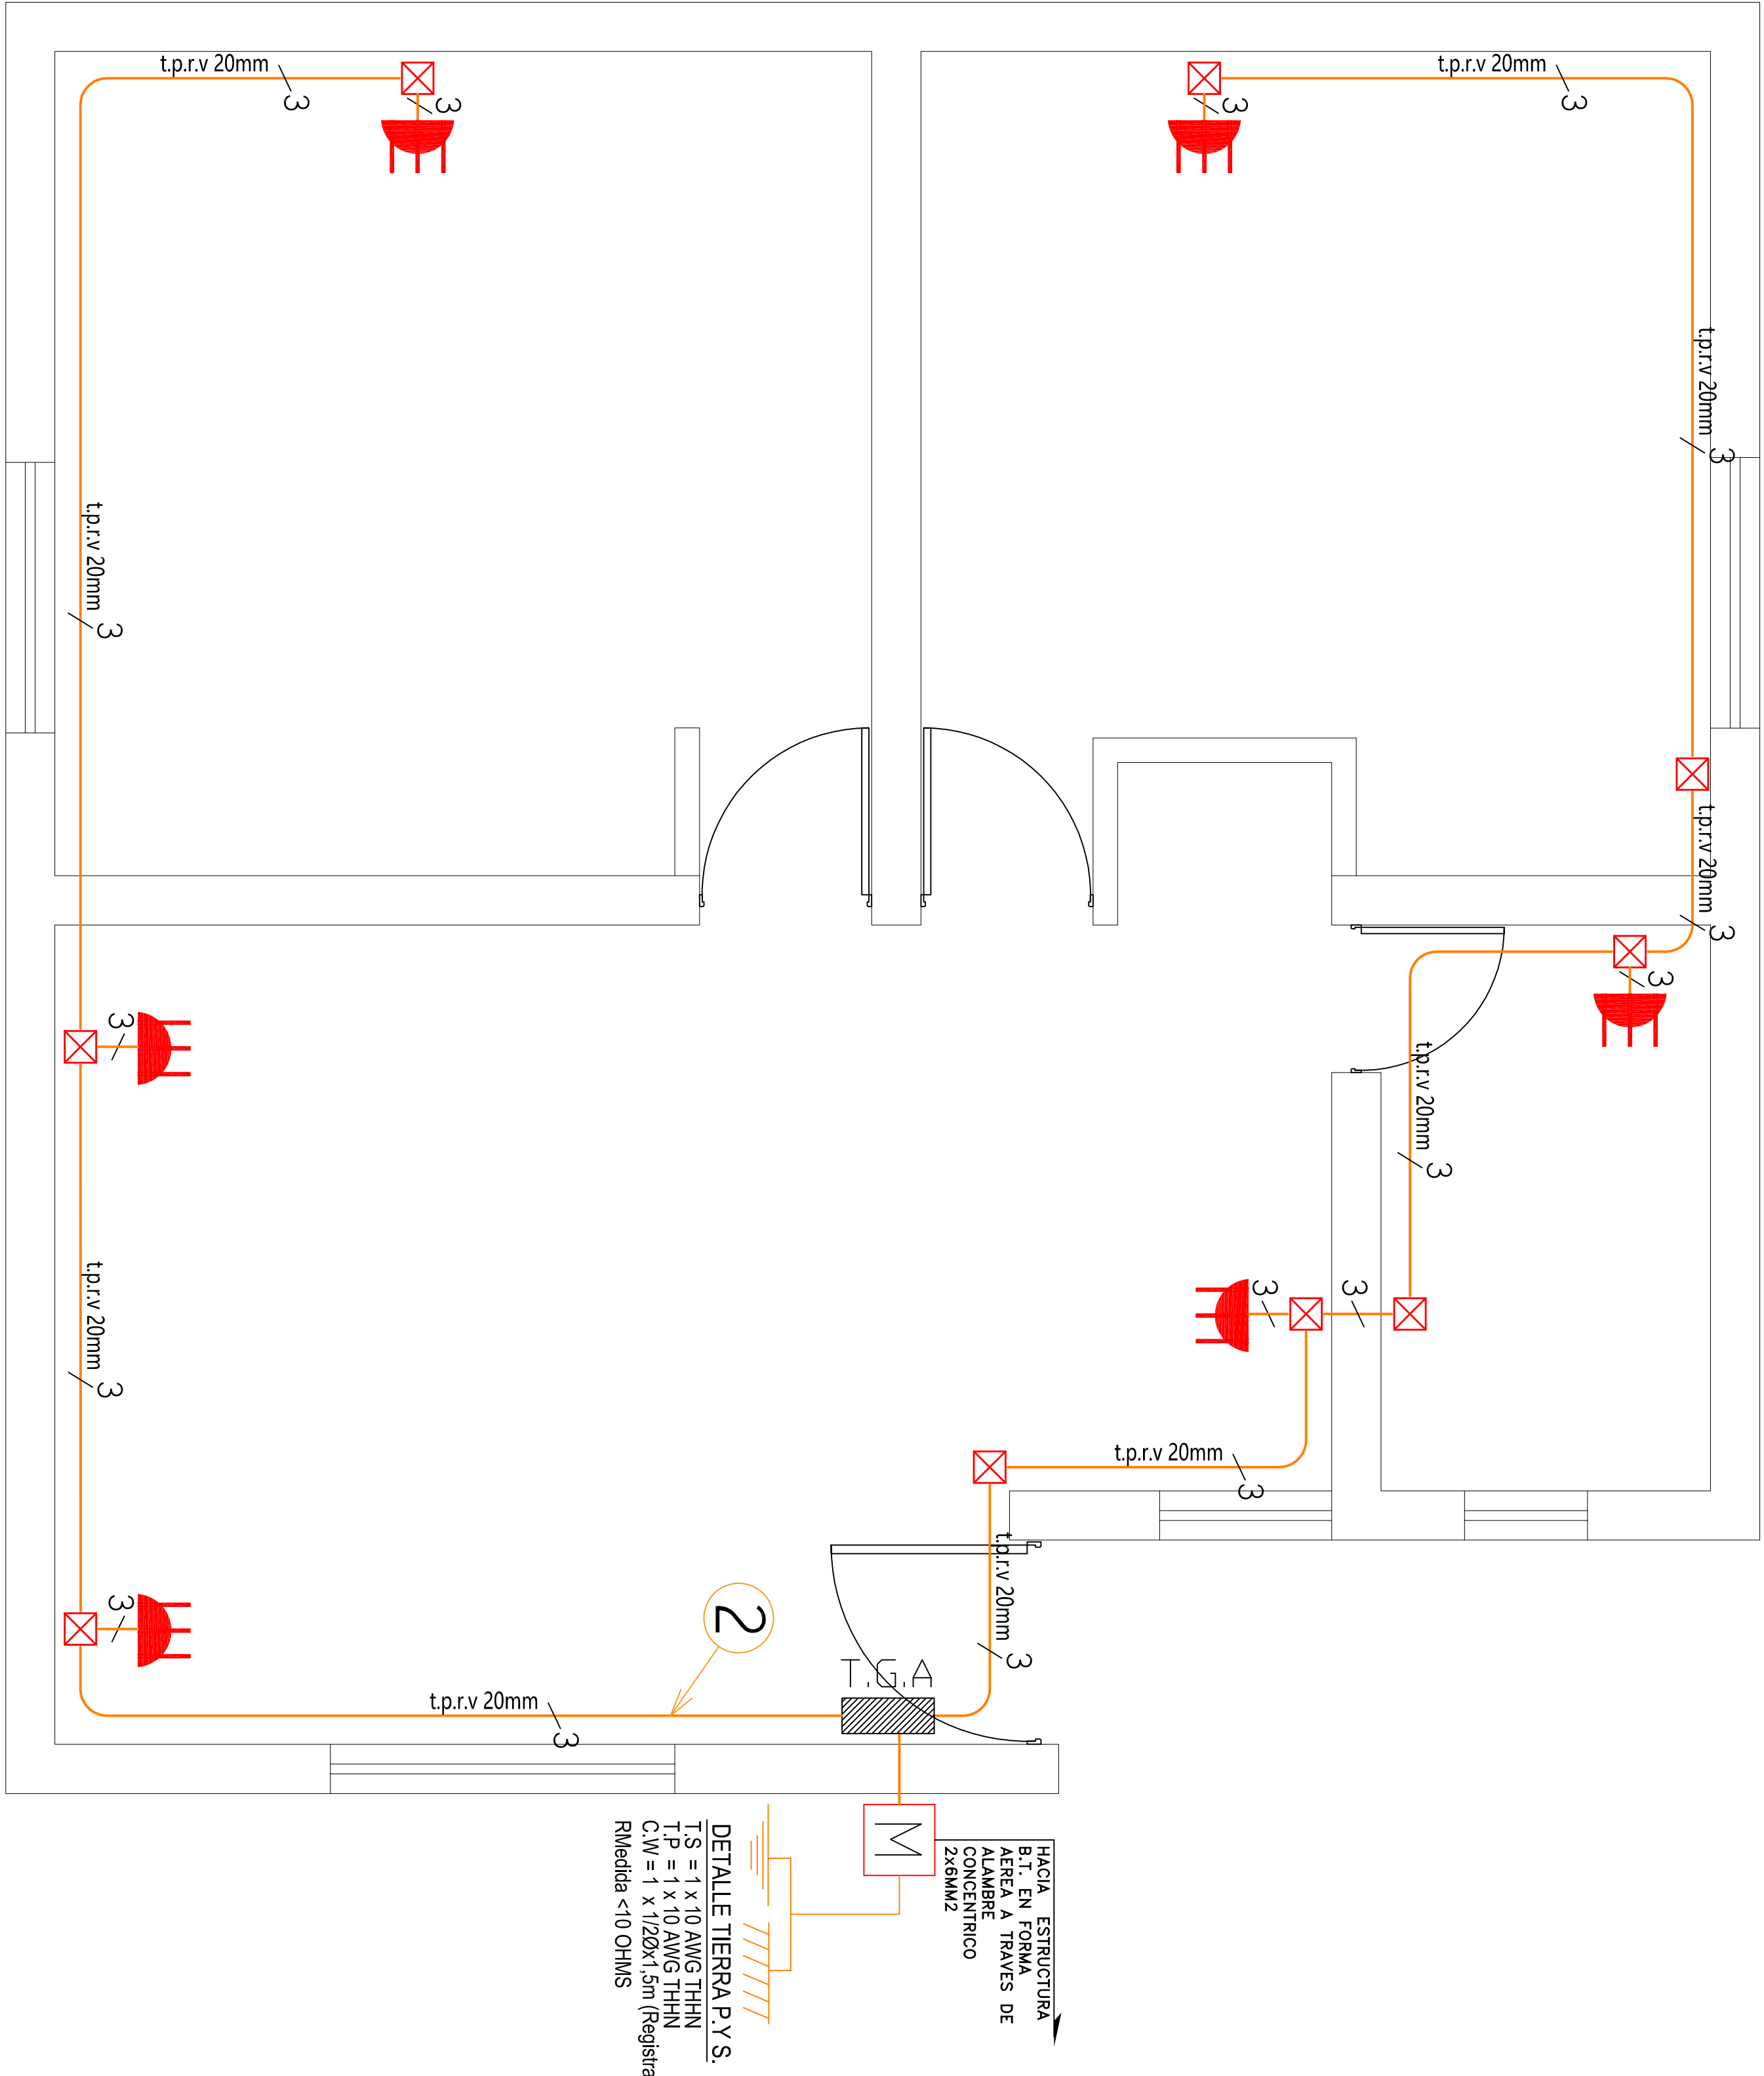 t.p.r.v 20mm
3
3
3
t.p.r.v 20mm
3
t.p.r.v 20mm
3
t.p.r.v 20mm
3
t.p.r.v 20mm
3
3
3
t.p.r.v 20mm
3
3
3
t.p.r.v 20mm
3
t.p.r.v 20mm
3
t.p.r.v 20mm
3
3
2
T.G.A
t.p.r.v 20mm
3
M
HACIA ESTRUCTURA
B.T. EN FORMA
AEREA A TRAVES DE
ALAMBRE
CONCENTRICO
2x6MM2
DETALLE TIERRA P.Y S.
T.S = 1 x 10 AWG THHN
T.P = 1 x 10 AWG THHN
C.W = 1 x 1/2Øx1,5m (Registra
RMedida <10 OHMS